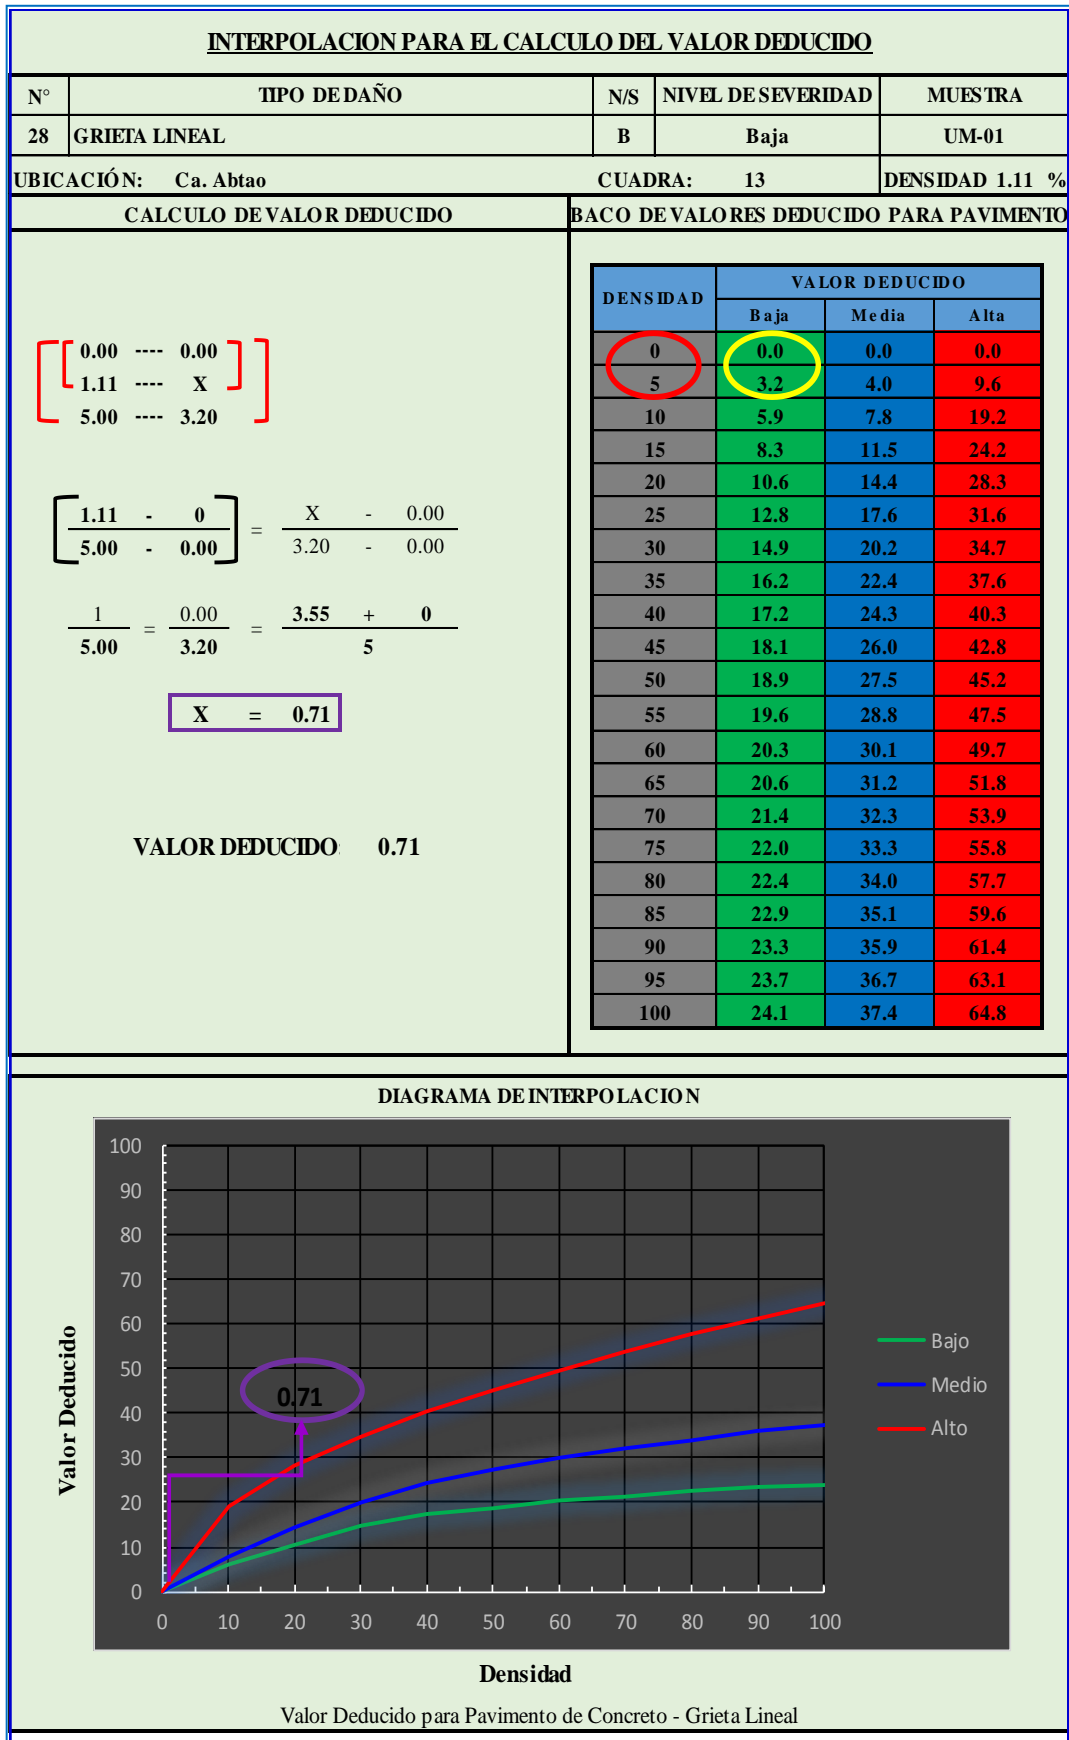 INTERPOLACION PARA EL CALCULO DEL VALOR DEDUCIDO
N° TIPO DE DAÑO N/S NIVEL DE SEVERIDAD MUESTRA
28 GRIETA LINEAL B Baja UM-01
UBICACIÓN: Ca. Abtao CUADRA: 13 DENSIDAD 1.11 %
CALCULO DE VALOR DEDUCIDO BACO DE VALORES DEDUCIDO PARA PAVIMENTO
0.00 ---- 0.00
1.11 ---- X
5.00 ---- 3.20
1.11 - 0 = X - 0.00
5.00 - 0.00 3.20 - 0.00
1 = 0.00 = 3.55 + 0
5.00 3.20 5
X = 0.71
VALOR DEDUCIDO: 0.71
DENSIDAD VALOR DEDUCIDO
Baja Media Alta
0 0.0 0.0 0.0
5 3.2 4.0 9.6
10 5.9 7.8 19.2
15 8.3 11.5 24.2
20 10.6 14.4 28.3
25 12.8 17.6 31.6
30 14.9 20.2 34.7
35 16.2 22.4 37.6
40 17.2 24.3 40.3
45 18.1 26.0 42.8
50 18.9 27.5 45.2
55 19.6 28.8 47.5
60 20.3 30.1 49.7
65 20.6 31.2 51.8
70 21.4 32.3 53.9
75 22.0 33.3 55.8
80 22.4 34.0 57.7
85 22.9 35.1 59.6
90 23.3 35.9 61.4
95 23.7 36.7 63.1
100 24.1 37.4 64.8
DIAGRAMA DE INTERPOLACION
Valor Deducido
100
90
80
70
60
50
40
30
20
10
0
0.71
0 10 20 30 40 50 60 70 80 90 100
Bajo
Medio
Alto
Densidad
Valor Deducido para Pavimento de Concreto - Grieta Lineal